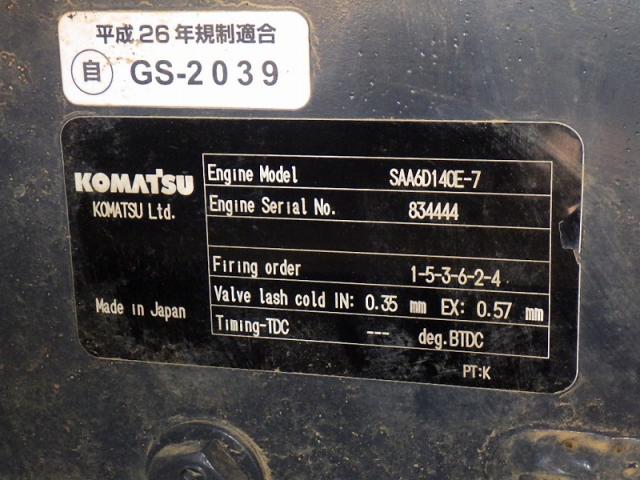 平成26年規制適合
自 GS-2039
KOMATSU
KOMATSU Ltd.
Made in Japan
Engine Model SAA6D140E-7
Engine Serial No. 834444
Firing order 1-5-3-6-2-4
Valve lash cold IN: 0.35 mm EX: 0.57 mm
Timing-TDC --- deg.BTDC
PT:K